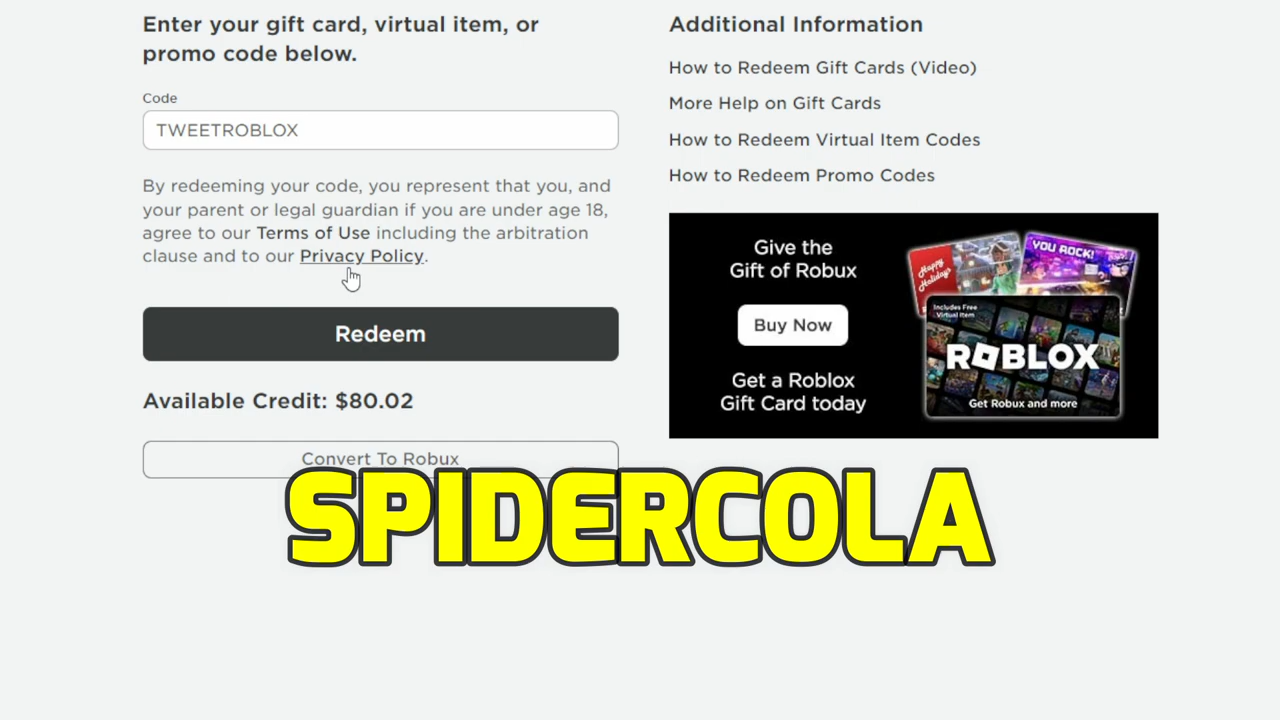 Enter your gift card, virtual item, or
promo code below.
Code
TWEETROBLOX
By redeeming your code, you represent that you, and
your parent or legal guardian if you are under age 18,
agree to our Terms of Use including the arbitration
clause and to our Privacy Policy.
Redeem
Available Credit: $80.02
Convert To Robux
Additional Information
How to Redeem Gift Cards (Video)
More Help on Gift Cards
How to Redeem Virtual Item Codes
How to Redeem Promo Codes
Give the
Gift of Robux
Buy Now
Get a Roblox
Gift Card today
Happy
Holidays
YOU ROCK!
Includes Free
Virtual Item
ROBLOX
Get Robux and more
SPIDERCOLA